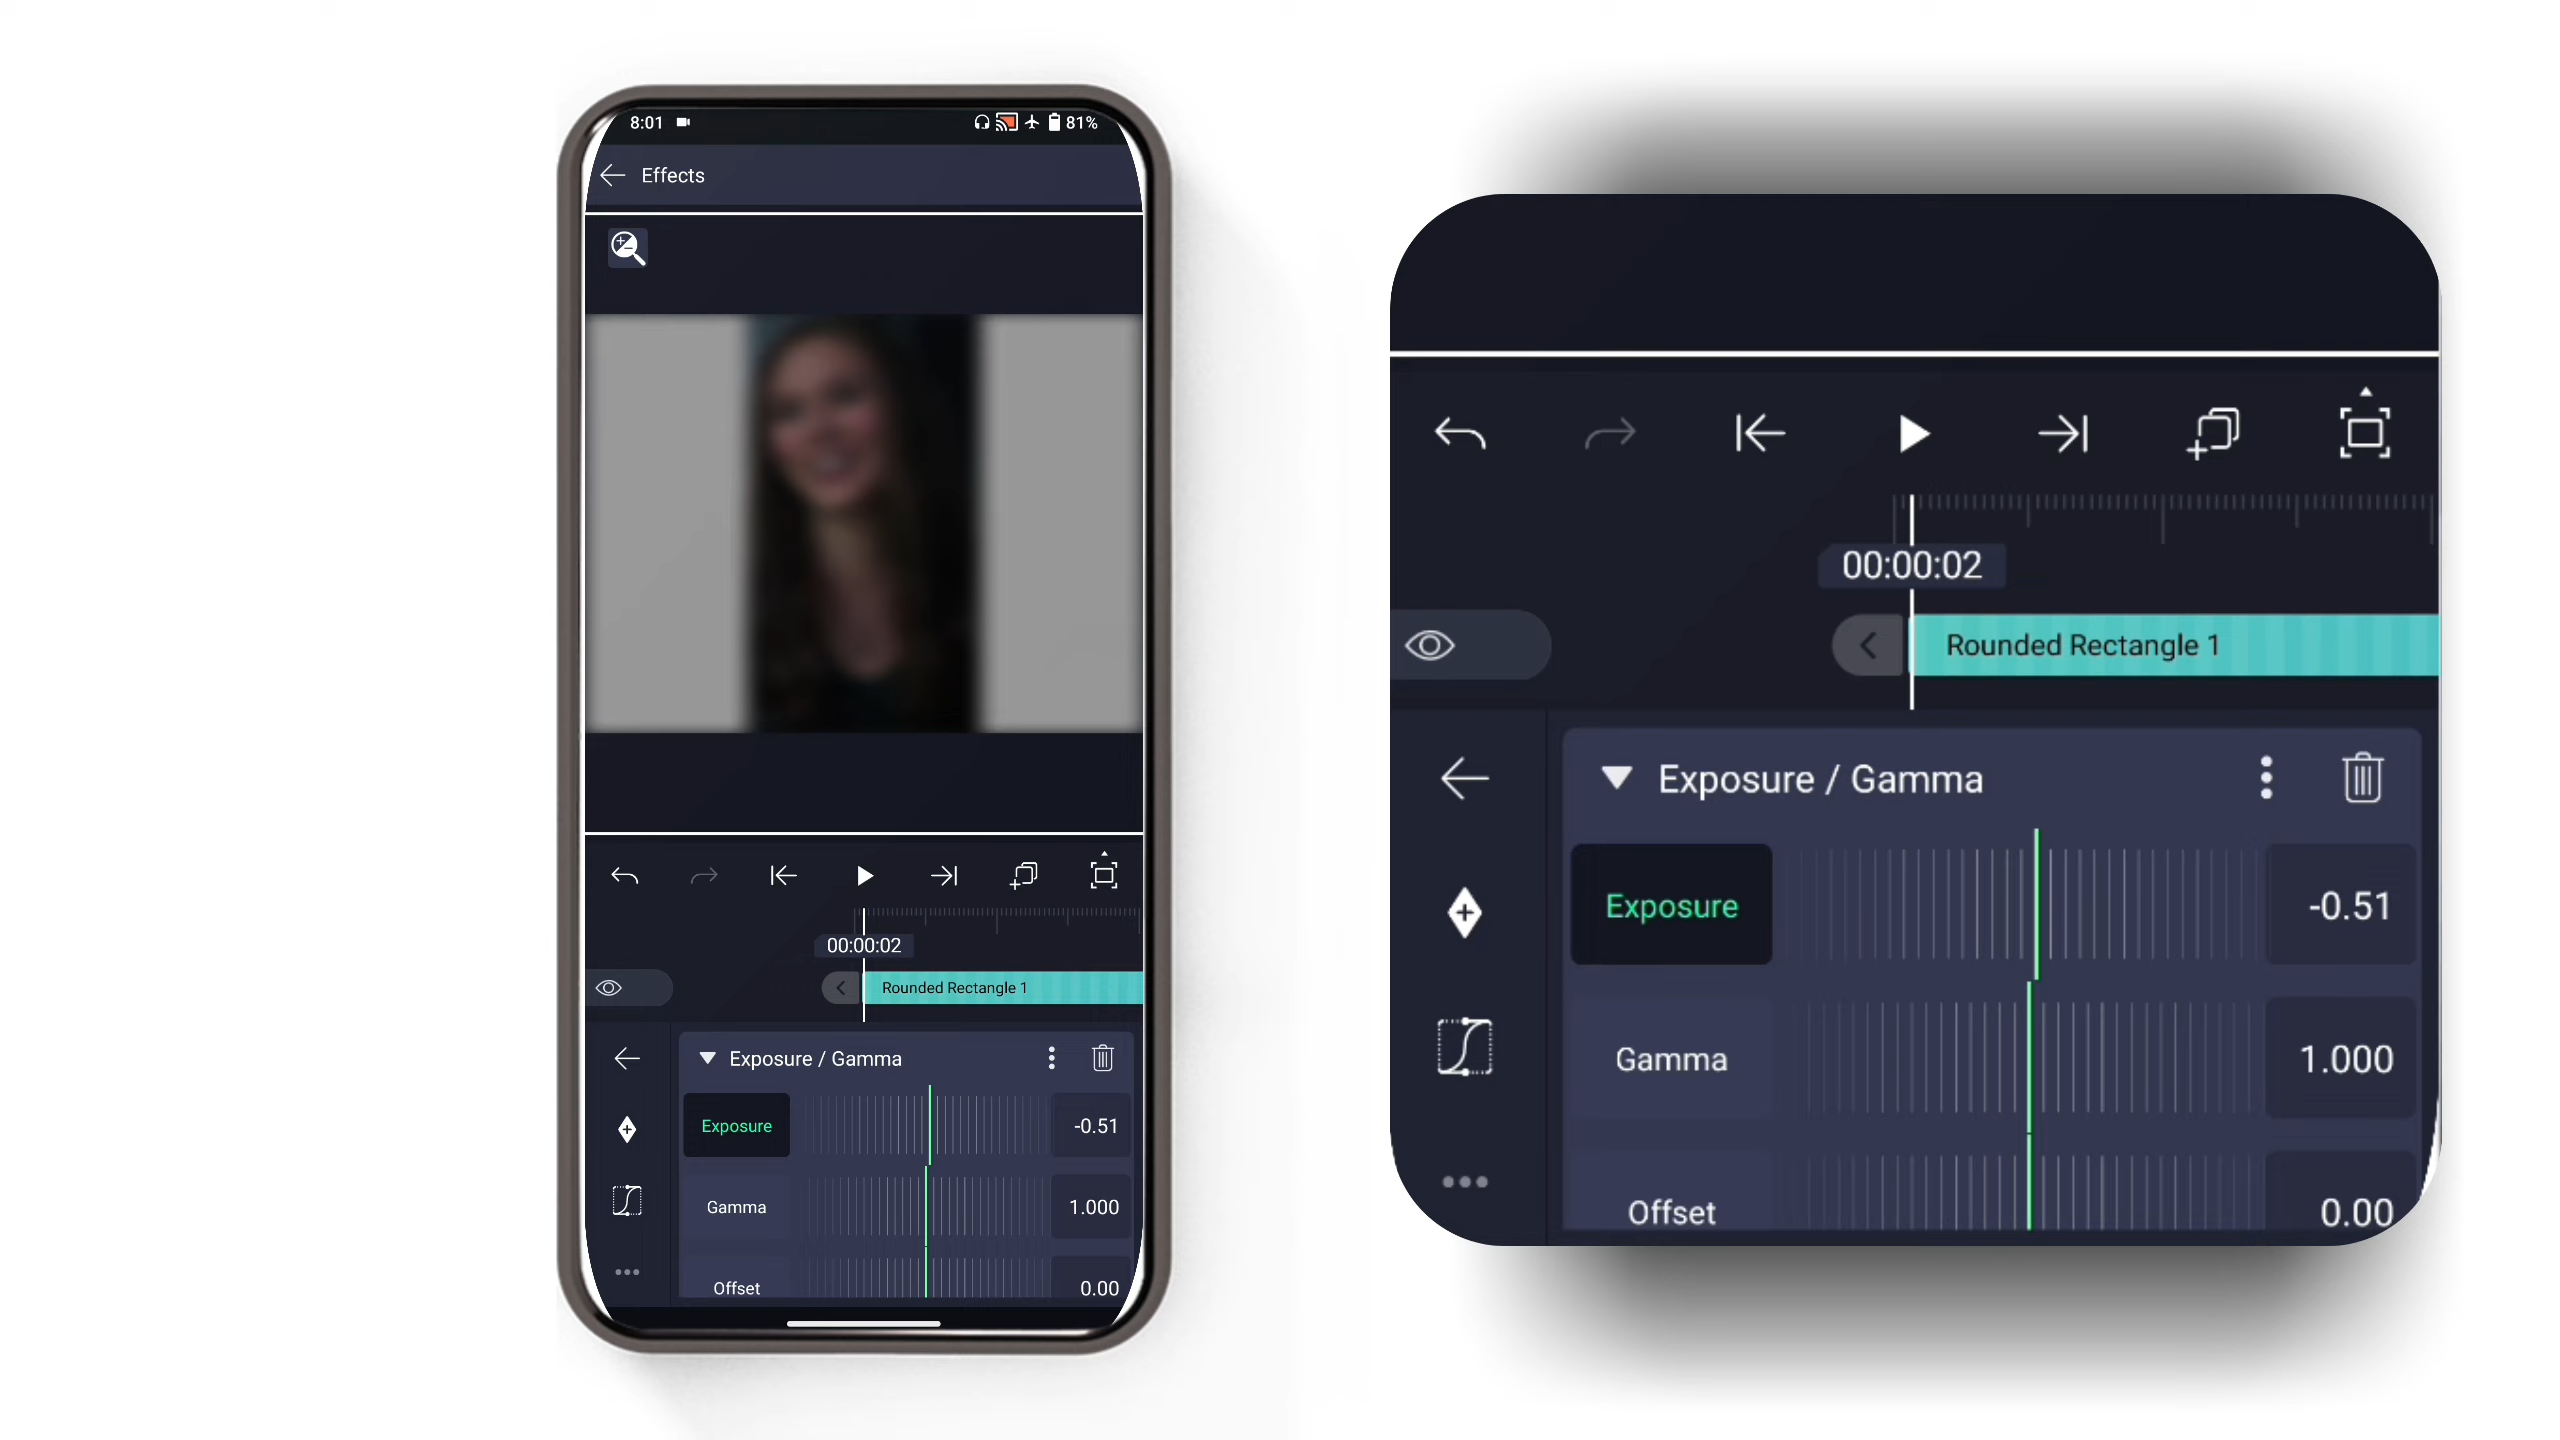 8:01
81%
Effects
00:00:02
Rounded Rectangle 1
Exposure / Gamma
Exposure
-0.51
Gamma
1.000
Offset
0.00
00:00:02
Rounded Rectangle 1
Exposure / Gamma
Exposure
-0.51
Gamma
1.000
Offset
0.00